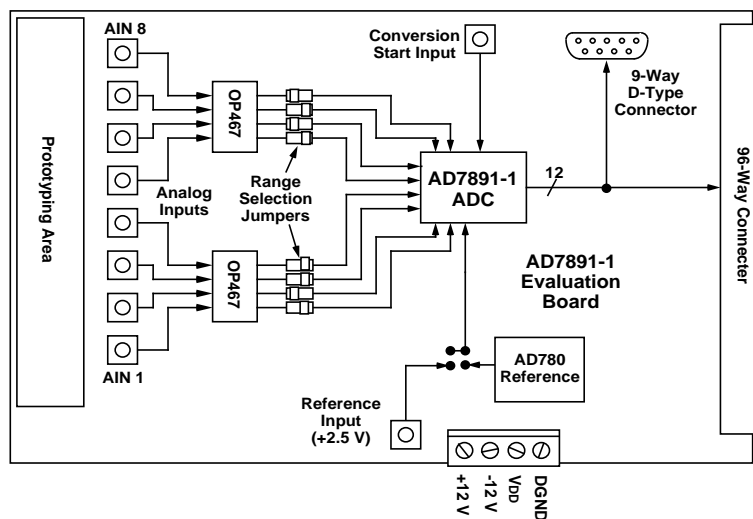 AIN 8
Conversion
Start Input
9-Way
D-Type
Connector
Prototyping Area
OP467
Analog
Inputs
Range
Selection
Jumpers
AD7891-1
ADC
12
96-Way Connecter
OP467
AD7891-1
Evaluation
Board
AIN 1
AD780
Reference
Reference
Input
(+2.5 V)
+12 V
-12 V
VDD
DGND